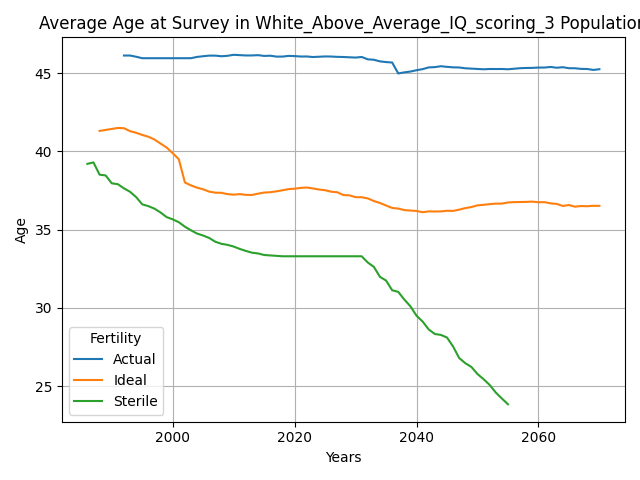 Average Age at Survey in White_Above_Average_IQ_scoring_3 Population
Age
45
40
35
30
25
Fertility
Actual
Ideal
Sterile
2000
2020
2040
2060
Years